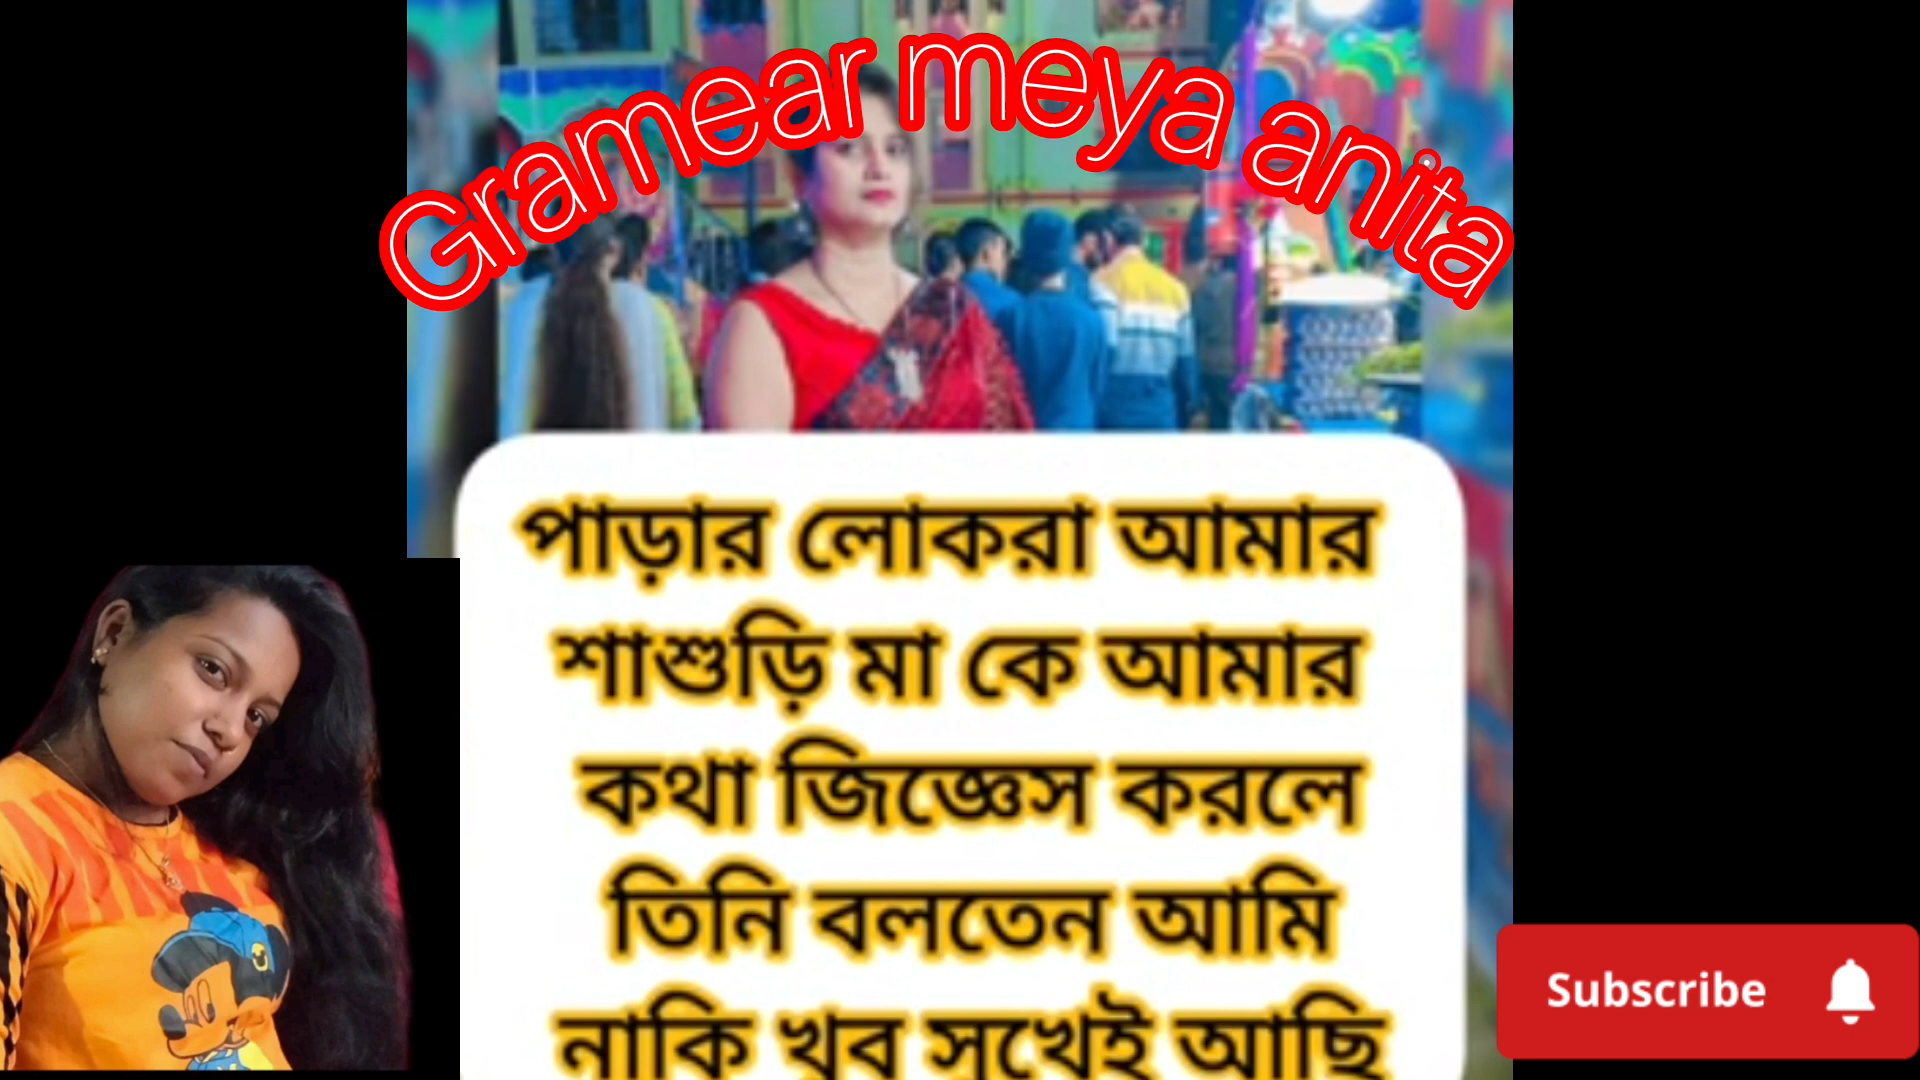 Gramear meya anita
পাড়ার লোকরা আমার
শাশুড়ি মা কে আমার
কথা জিজ্ঞেস করলে
তিনি বলতেন আমি
নাকি খুব সুখেই আছি
Subscribe